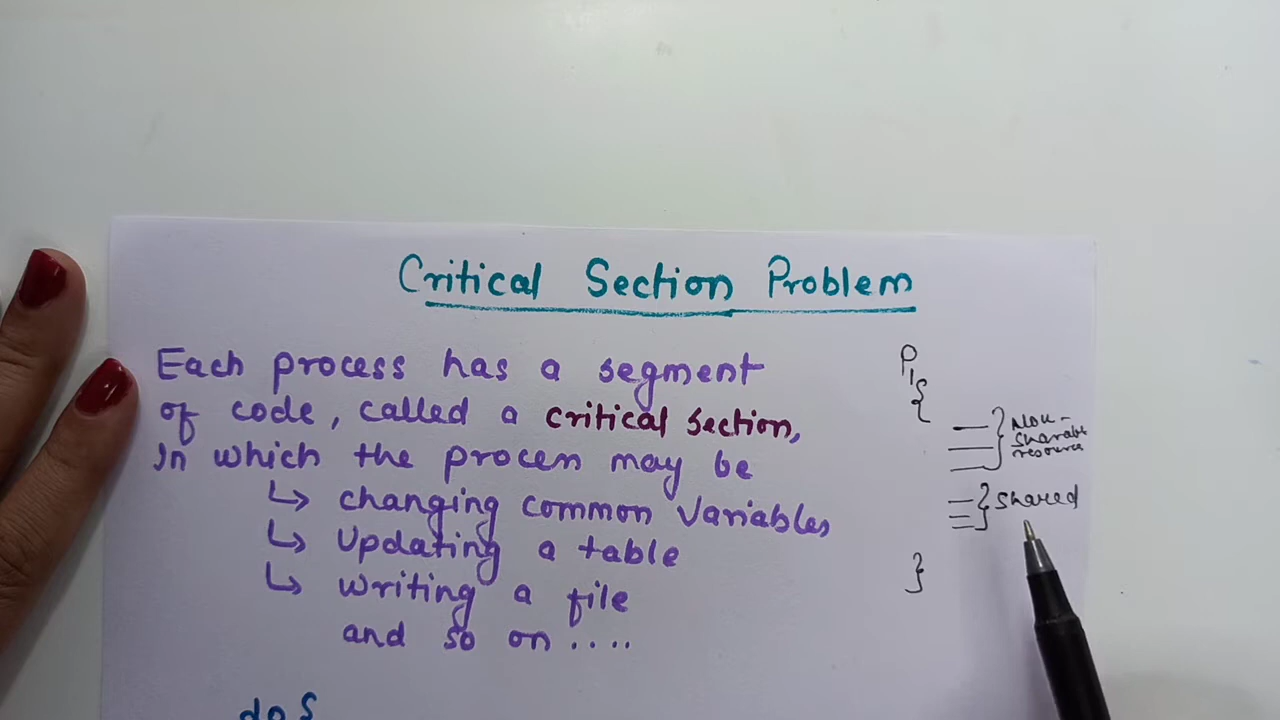 Critical Section Problem
Each process has a segment
of code, called a critical section,
In which the process may be
↳ changing common variables
↳ Updating a table
↳ writing a file
and so on ....
do {
P1
{
} Non-
sharable
resource
} shared
}